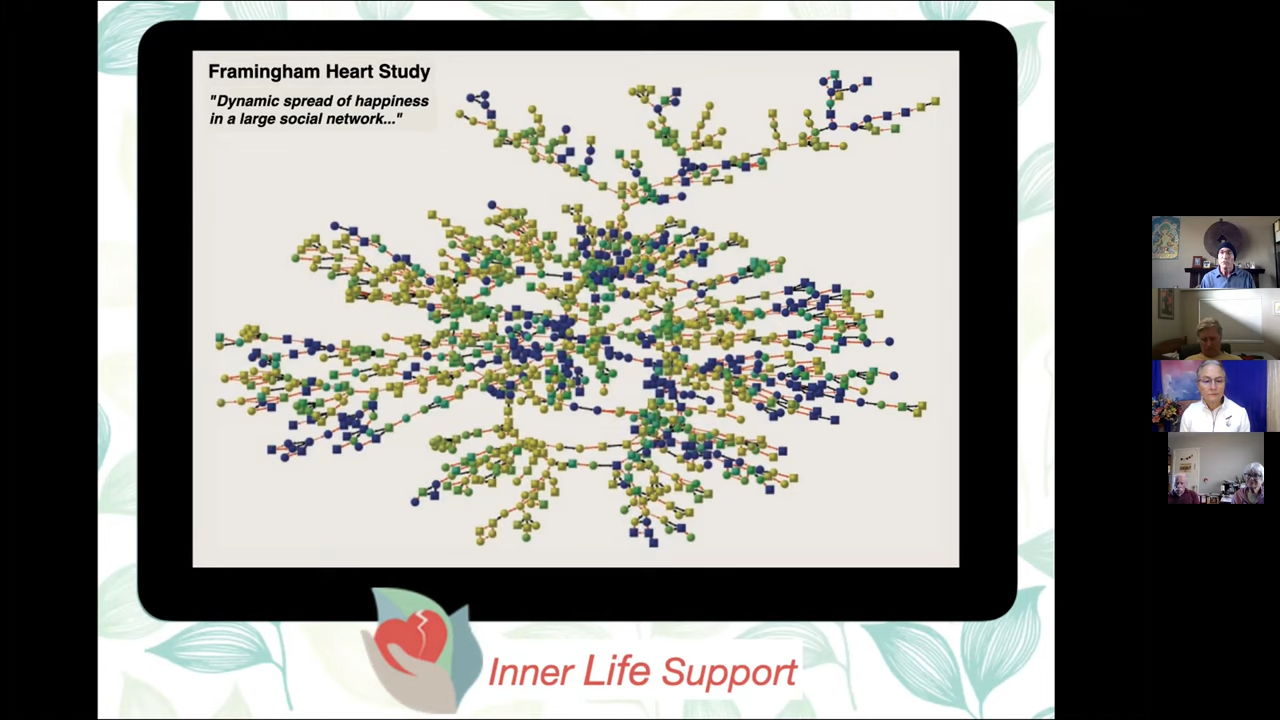 Framingham Heart Study
"Dynamic spread of happiness
in a large social network..."
Inner Life Support